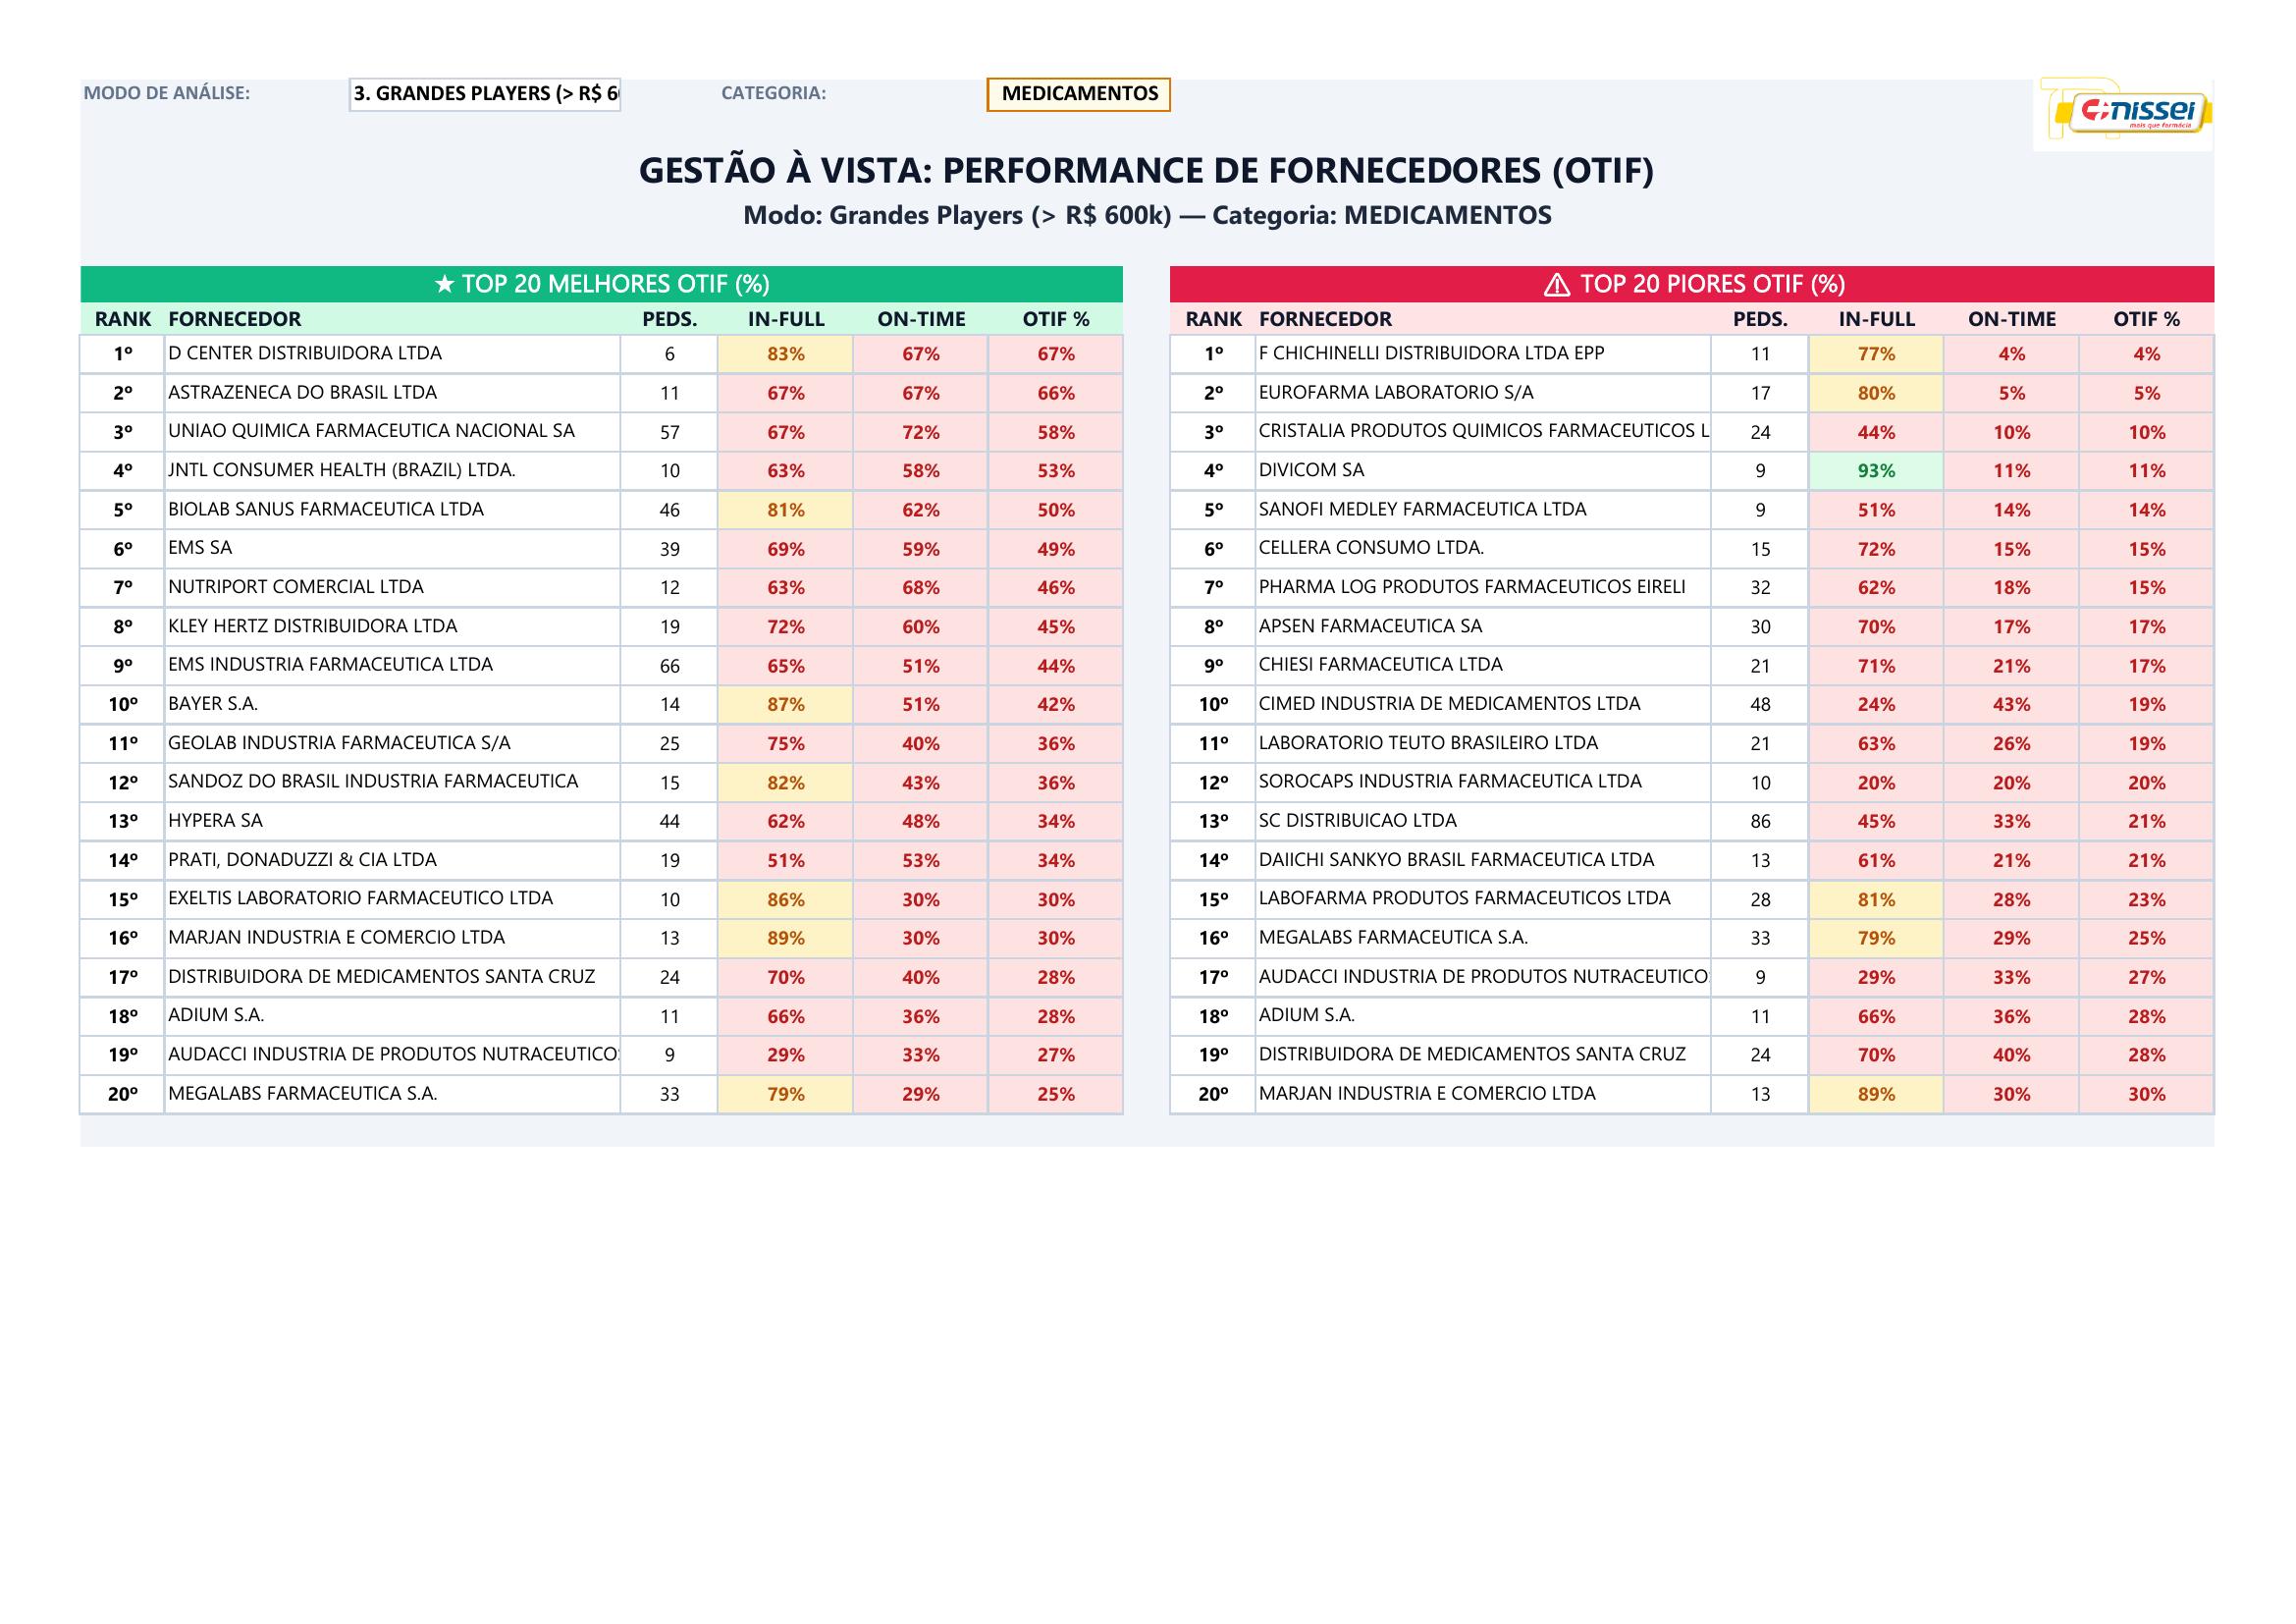 MODO DE ANÁLISE: 3. GRANDES PLAYERS (> R$ 6 CATEGORIA: MEDICAMENTOS
nissei
mais que farmácia
GESTÃO À VISTA: PERFORMANCE DE FORNECEDORES (OTIF)
Modo: Grandes Players (> R$ 600k) — Categoria: MEDICAMENTOS
★ TOP 20 MELHORES OTIF (%)
RANK FORNECEDOR PEDS. IN-FULL ON-TIME OTIF %
1º D CENTER DISTRIBUIDORA LTDA 6 83% 67% 67%
2º ASTRAZENECA DO BRASIL LTDA 11 67% 67% 66%
3º UNIAO QUIMICA FARMACEUTICA NACIONAL SA 57 67% 72% 58%
4º JNTL CONSUMER HEALTH (BRAZIL) LTDA. 10 63% 58% 53%
5º BIOLAB SANUS FARMACEUTICA LTDA 46 81% 62% 50%
6º EMS SA 39 69% 59% 49%
7º NUTRIPORT COMERCIAL LTDA 12 63% 68% 46%
8º KLEY HERTZ DISTRIBUIDORA LTDA 19 72% 60% 45%
9º EMS INDUSTRIA FARMACEUTICA LTDA 66 65% 51% 44%
10º BAYER S.A. 14 87% 51% 42%
11º GEOLAB INDUSTRIA FARMACEUTICA S/A 25 75% 40% 36%
12º SANDOZ DO BRASIL INDUSTRIA FARMACEUTICA 15 82% 43% 36%
13º HYPERA SA 44 62% 48% 34%
14º PRATI, DONADUZZI & CIA LTDA 19 51% 53% 34%
15º EXELTIS LABORATORIO FARMACEUTICO LTDA 10 86% 30% 30%
16º MARJAN INDUSTRIA E COMERCIO LTDA 13 89% 30% 30%
17º DISTRIBUIDORA DE MEDICAMENTOS SANTA CRUZ 24 70% 40% 28%
18º ADIUM S.A. 11 66% 36% 28%
19º AUDACCI INDUSTRIA DE PRODUTOS NUTRACEUTICOS 9 29% 33% 27%
20º MEGALABS FARMACEUTICA S.A. 33 79% 29% 25%
⚠ TOP 20 PIORES OTIF (%)
RANK FORNECEDOR PEDS. IN-FULL ON-TIME OTIF %
1º F CHICHINELLI DISTRIBUIDORA LTDA EPP 11 77% 4% 4%
2º EUROFARMA LABORATORIO S/A 17 80% 5% 5%
3º CRISTALIA PRODUTOS QUIMICOS FARMACEUTICOS L 24 44% 10% 10%
4º DIVICOM SA 9 93% 11% 11%
5º SANOFI MEDLEY FARMACEUTICA LTDA 9 51% 14% 14%
6º CELLERA CONSUMO LTDA. 15 72% 15% 15%
7º PHARMA LOG PRODUTOS FARMACEUTICOS EIRELI 32 62% 18% 15%
8º APSEN FARMACEUTICA SA 30 70% 17% 17%
9º CHIESI FARMACEUTICA LTDA 21 71% 21% 17%
10º CIMED INDUSTRIA DE MEDICAMENTOS LTDA 48 24% 43% 19%
11º LABORATORIO TEUTO BRASILEIRO LTDA 21 63% 26% 19%
12º SOROCAPS INDUSTRIA FARMACEUTICA LTDA 10 20% 20% 20%
13º SC DISTRIBUICAO LTDA 86 45% 33% 21%
14º DAIICHI SANKYO BRASIL FARMACEUTICA LTDA 13 61% 21% 21%
15º LABOFARMA PRODUTOS FARMACEUTICOS LTDA 28 81% 28% 23%
16º MEGALABS FARMACEUTICA S.A. 33 79% 29% 25%
17º AUDACCI INDUSTRIA DE PRODUTOS NUTRACEUTICOS 9 29% 33% 27%
18º ADIUM S.A. 11 66% 36% 28%
19º DISTRIBUIDORA DE MEDICAMENTOS SANTA CRUZ 24 70% 40% 28%
20º MARJAN INDUSTRIA E COMERCIO LTDA 13 89% 30% 30%